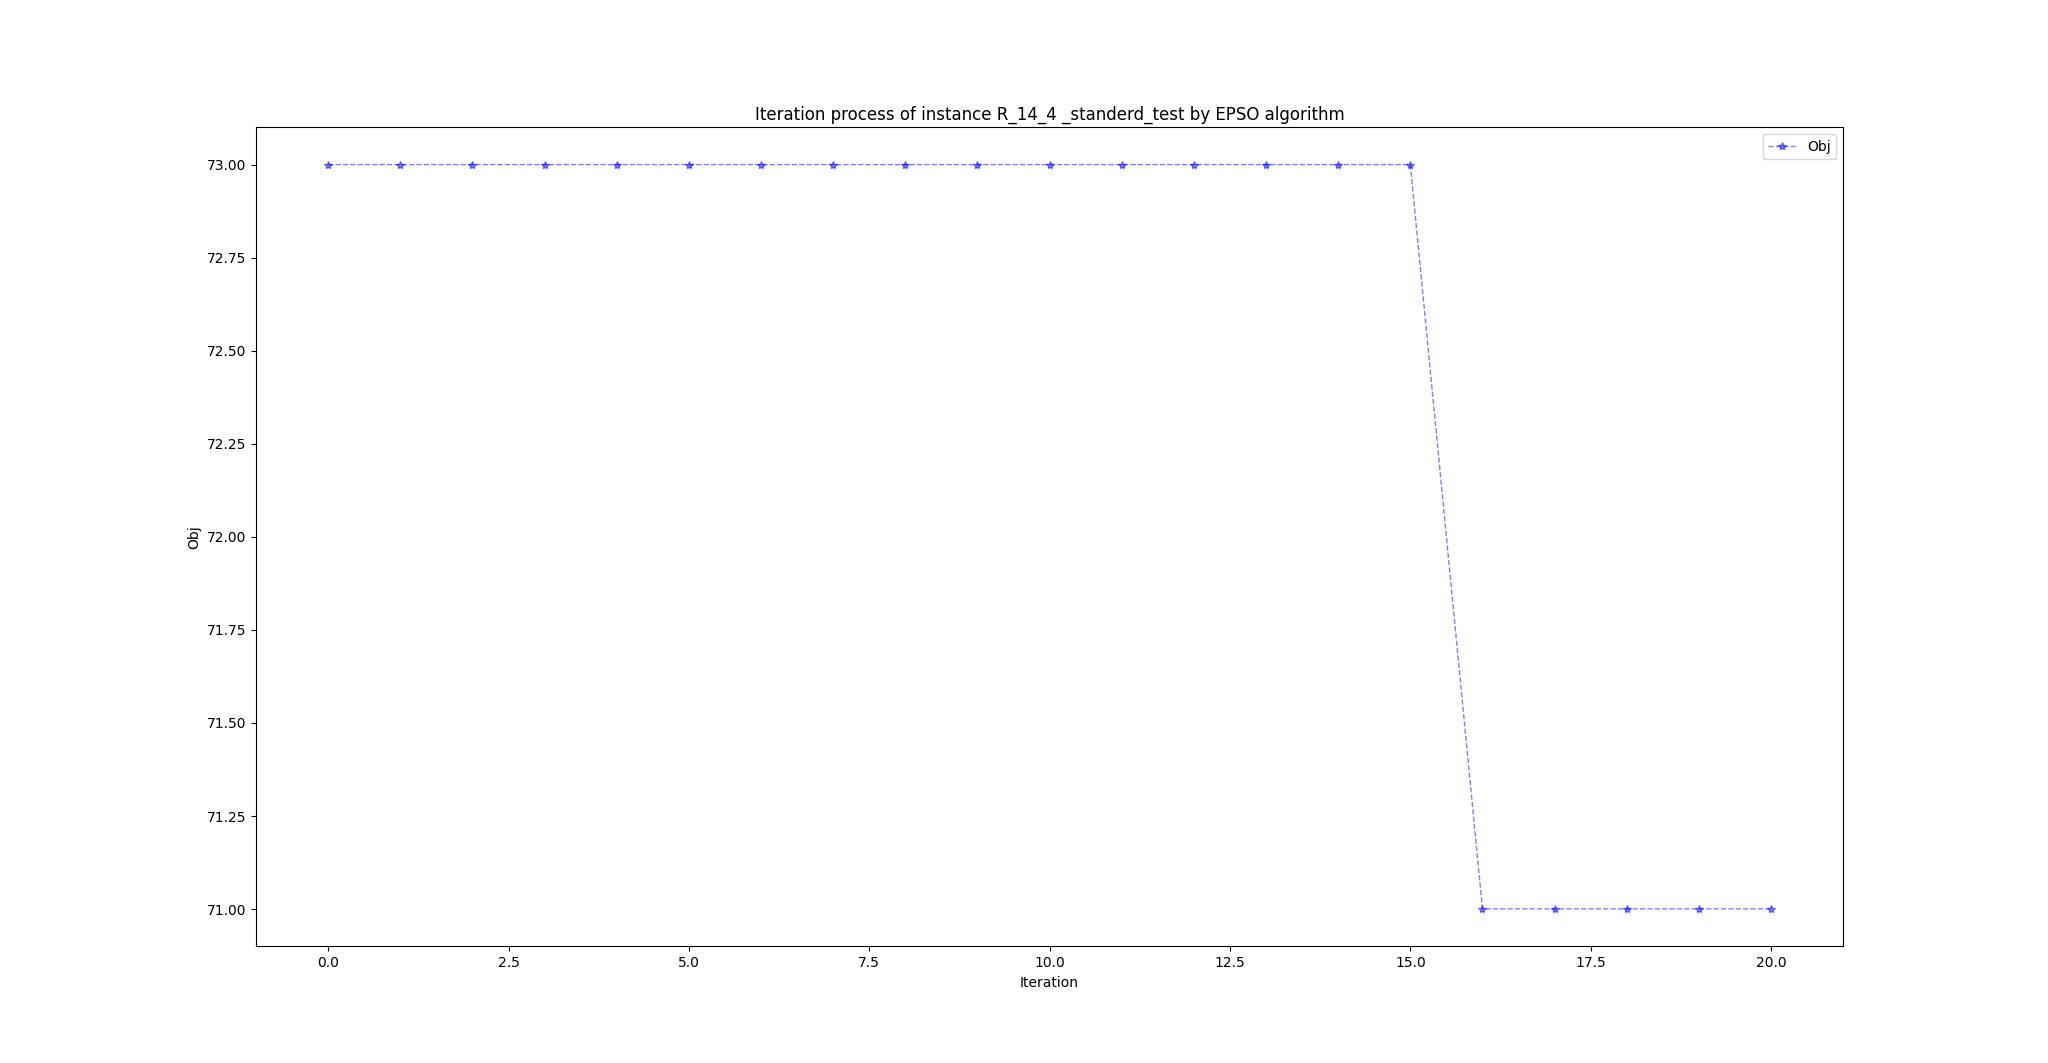 Iteration process of instance R_14_4 _standerd_test by EPSO algorithm
Obj
73.00
72.75
72.50
72.25
72.00
71.75
71.50
71.25
71.00
Obj
0.0 2.5 5.0 7.5 10.0 12.5 15.0 17.5 20.0
Iteration